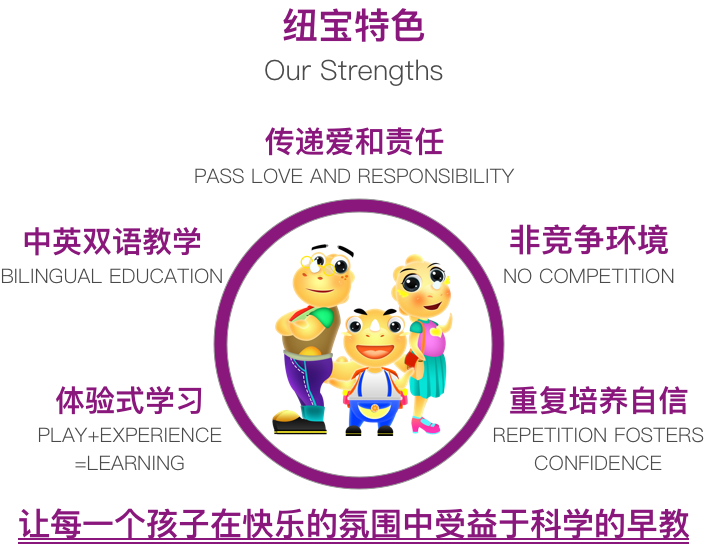 纽宝特色
Our Strengths
传递爱和责任
PASS LOVE AND RESPONSIBILITY
中英双语教学
BILINGUAL EDUCATION
非竞争环境
NO COMPETITION
体验式学习
PLAY+EXPERIENCE
=LEARNING
重复培养自信
REPETITION FOSTERS
CONFIDENCE
让每一个孩子在快乐的氛围中受益于科学的早教